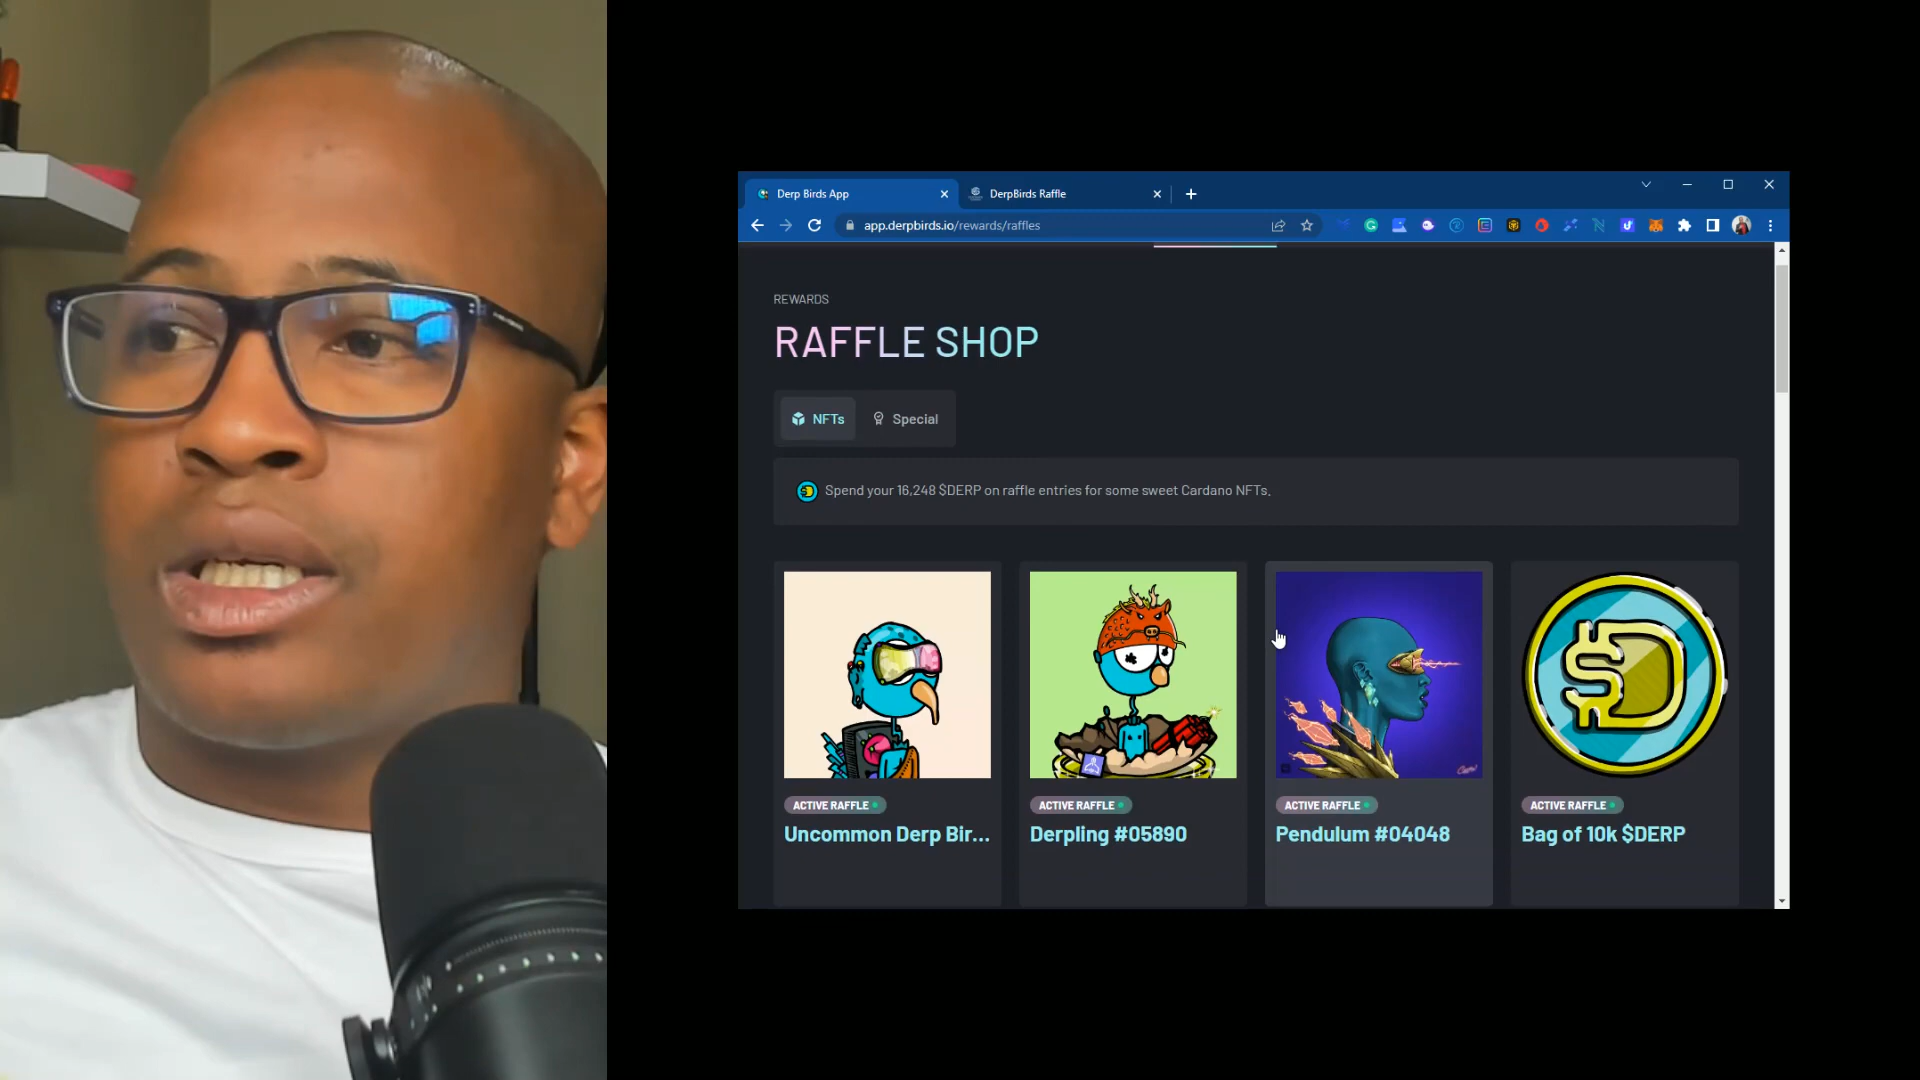 Derp Birds App
DerpBirds Raffle
app.derpbirds.io/rewards/raffles
REWARDS
RAFFLE SHOP
NFTs
Special
Spend your 16,248 $DERP on raffle entries for some sweet Cardano NFTs.
ACTIVE RAFFLE
Uncommon Derp Bir...
ACTIVE RAFFLE
Derpling #05890
ACTIVE RAFFLE
Pendulum #04048
$D
ACTIVE RAFFLE
Bag of 10k $DERP